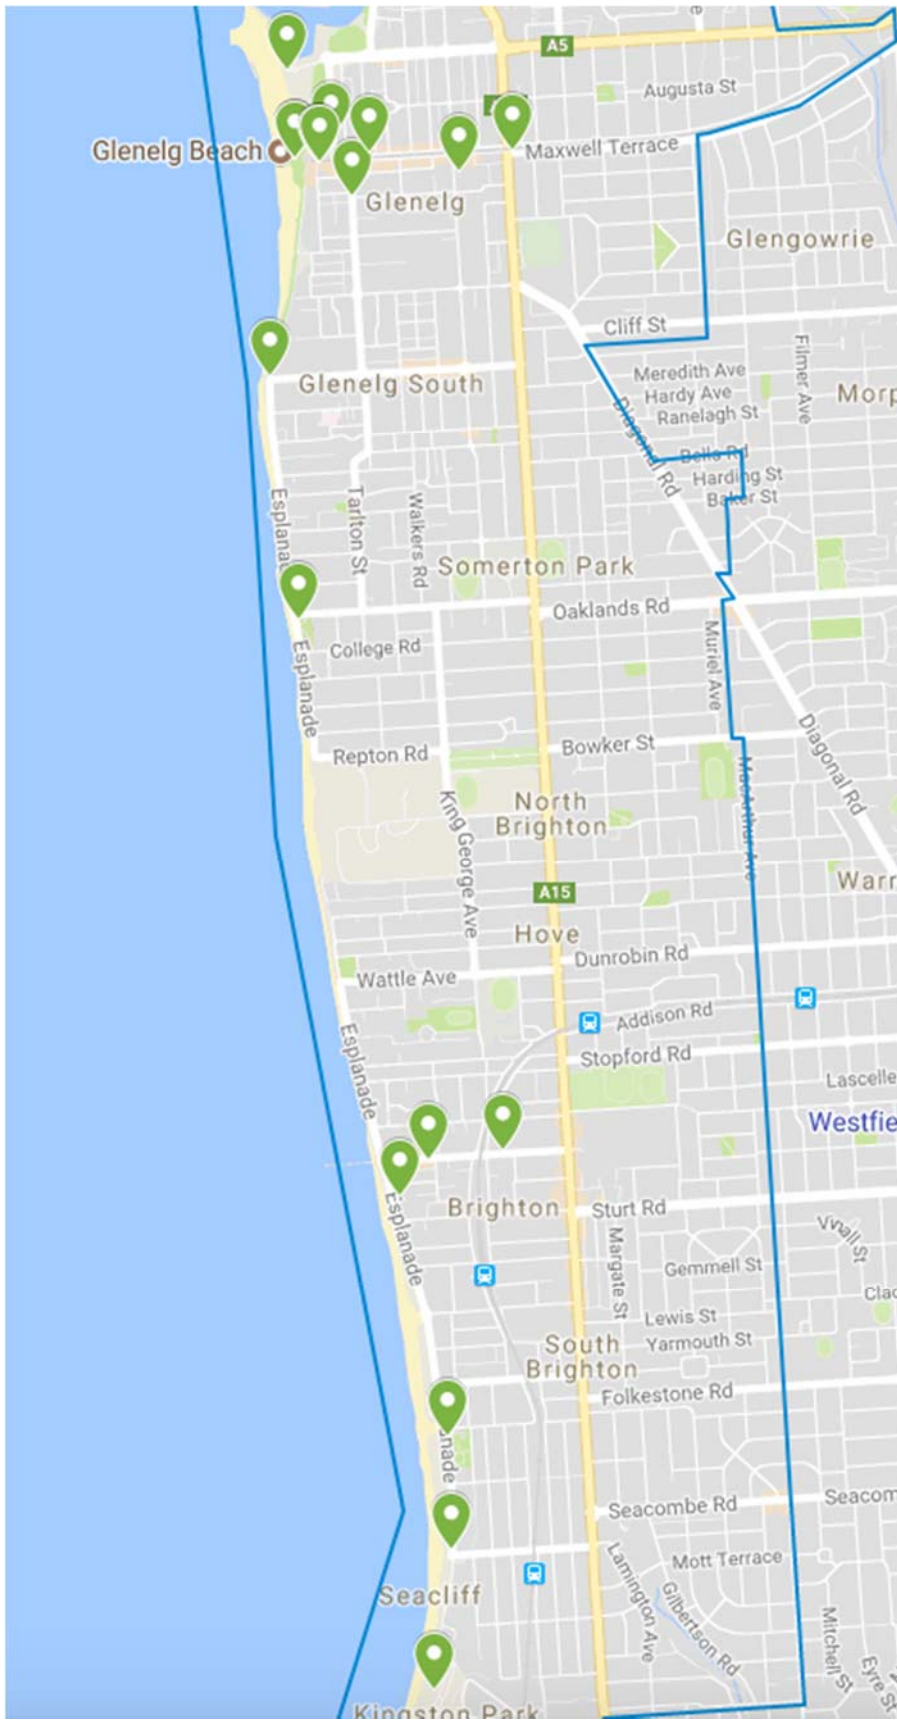 A5
Augusta St
Glenelg Beach
Maxwell Terrace
Glenelg
Glengowrie
Cliff St
Filmer Ave
Meredith Ave
Hardy Ave
Ranelagh St
Glenelg South
Morp
Diagonal Rd
Bells Rd
Harding St
Baker St
Esplanad
Tarlton St
Walkers Rd
Somerton Park
Oaklands Rd
College Rd
Esplanade
Muriel Ave
Repton Rd
Bowker St
Diagonal Rd
MacArthur Ave
North
Brighton
King George Ave
A15
Warr
Hove
Dunrobin Rd
Wattle Ave
Addison Rd
Esplanade
Stopford Rd
Lascelle
Westfie
Esplanade
Brighton
Sturt Rd
Margate St
Vinall St
Gemmell St
Clac
Lewis St
Yarmouth St
South
Brighton
Folkestone Rd
nade
Seacombe Rd
Seacom
Mott Terrace
Lamington Ave
Gilbertson Rd
Seacliff
Mitchell St
Eyre St
Kingston Park